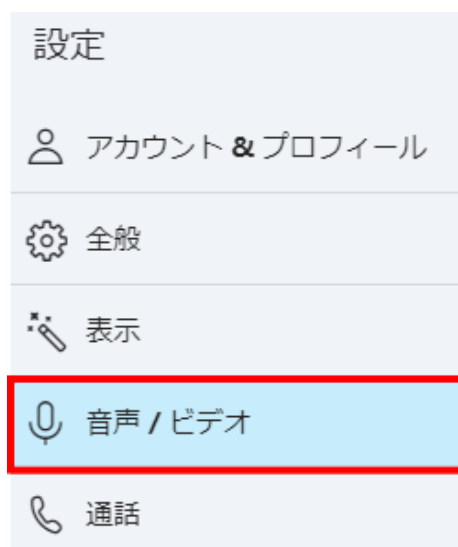 設定
アカウント & プロフィール
全般
表示
音声 / ビデオ
通話